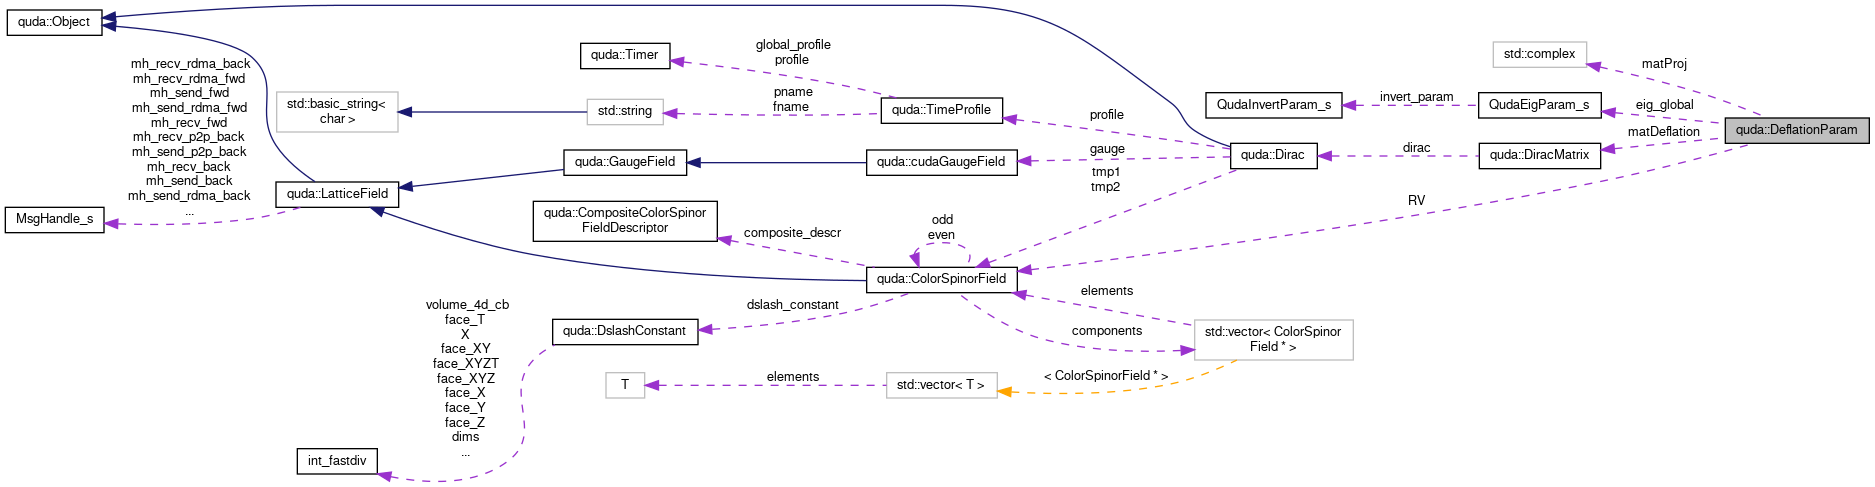 quda::Object
mh_recv_rdma_back
mh_recv_rdma_fwd
mh_send_fwd
mh_send_rdma_fwd
mh_recv_fwd
mh_recv_p2p_back
mh_send_p2p_back
mh_recv_back
mh_send_back
mh_send_rdma_back
...
MsgHandle_s
std::basic_string<
char >
quda::LatticeField
quda::Timer
global_profile
profile
std::string
pname
fname
quda::TimeProfile
quda::GaugeField
quda::cudaGaugeField
quda::CompositeColorSpinor
FieldDescriptor
composite_descr
odd
even
quda::ColorSpinorField
profile
gauge
tmp1
tmp2
quda::Dirac
dirac
quda::DiracMatrix
QudaInvertParam_s
invert_param
QudaEigParam_s
std::complex
matProj
eig_global
matDeflation
quda::DeflationParam
RV
volume_4d_cb
face_T
X
face_XY
face_XYZT
face_XYZ
face_X
face_Y
face_Z
dims
...
int_fastdiv
quda::DslashConstant
dslash_constant
elements
components
std::vector< ColorSpinor
Field * >
< ColorSpinorField * >
T
elements
std::vector< T >